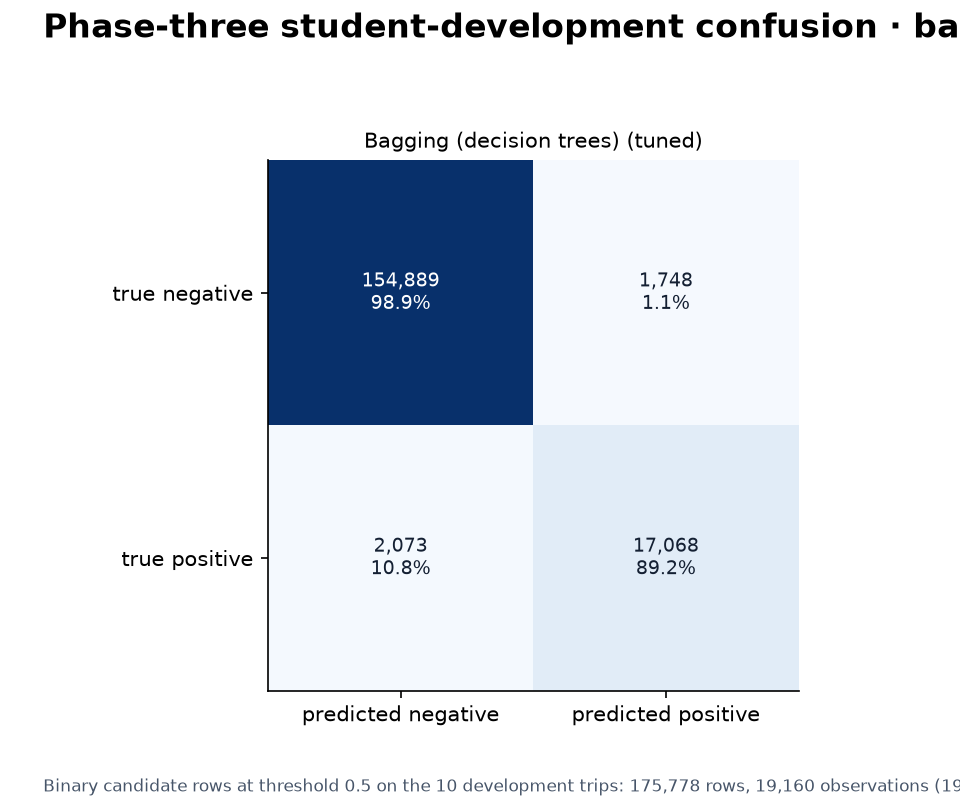 Phase-three student-development confusion · ba
Bagging (decision trees) (tuned)
true negative
154,889
98.9%
1,748
1.1%
true positive
2,073
10.8%
17,068
89.2%
predicted negative
predicted positive
Binary candidate rows at threshold 0.5 on the 10 development trips: 175,778 rows, 19,160 observations (19